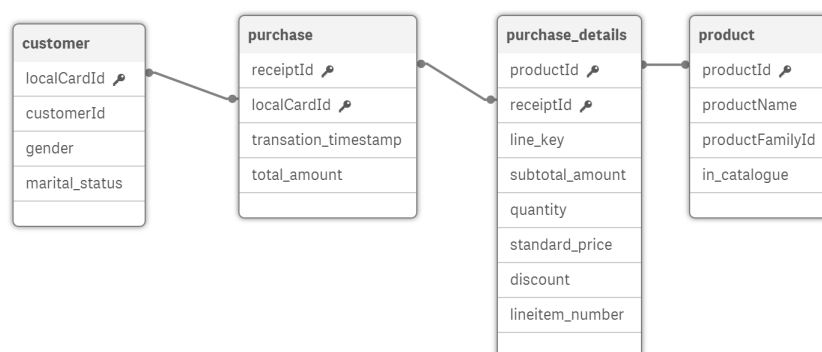 customer
localCardId
customerId
gender
marital_status
purchase
receiptId
localCardId
transation_timestamp
total_amount
purchase_details
productId
receiptId
line_key
subtotal_amount
quantity
standard_price
discount
lineitem_number
product
productId
productName
productFamilyId
in_catalogue